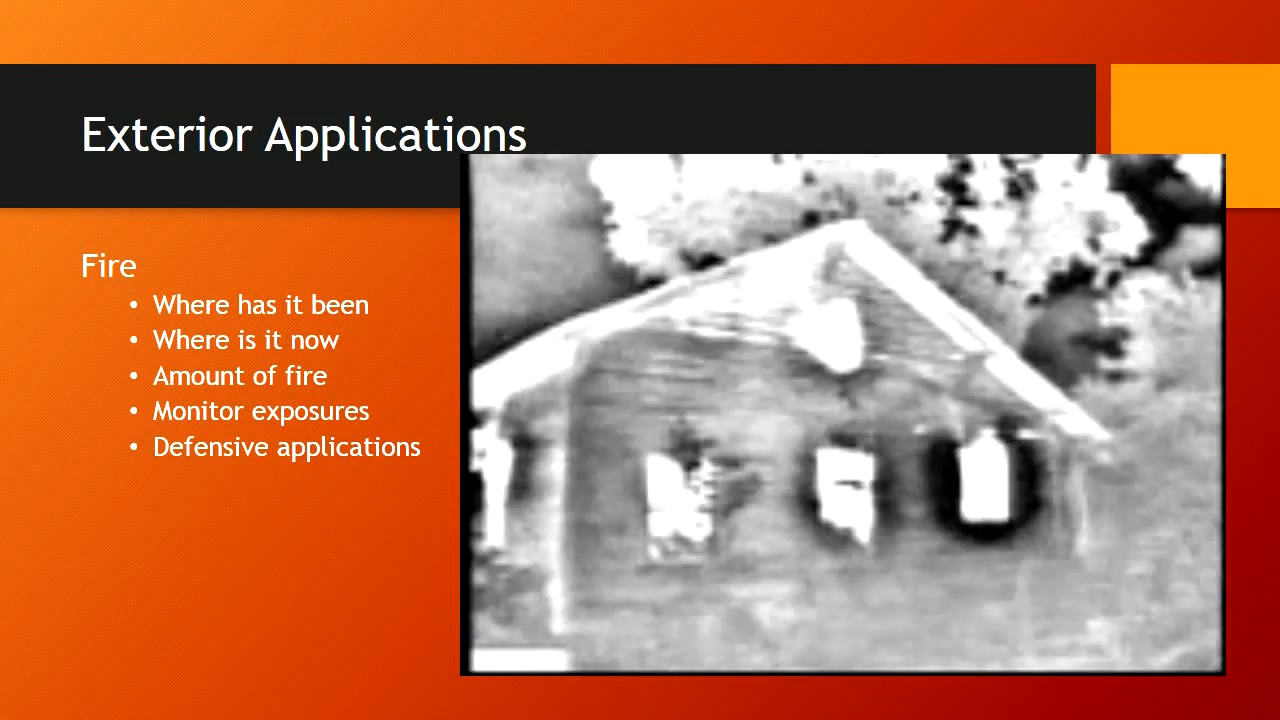 Exterior Applications
Fire
• Where has it been
• Where is it now
• Amount of fire
• Monitor exposures
• Defensive applications